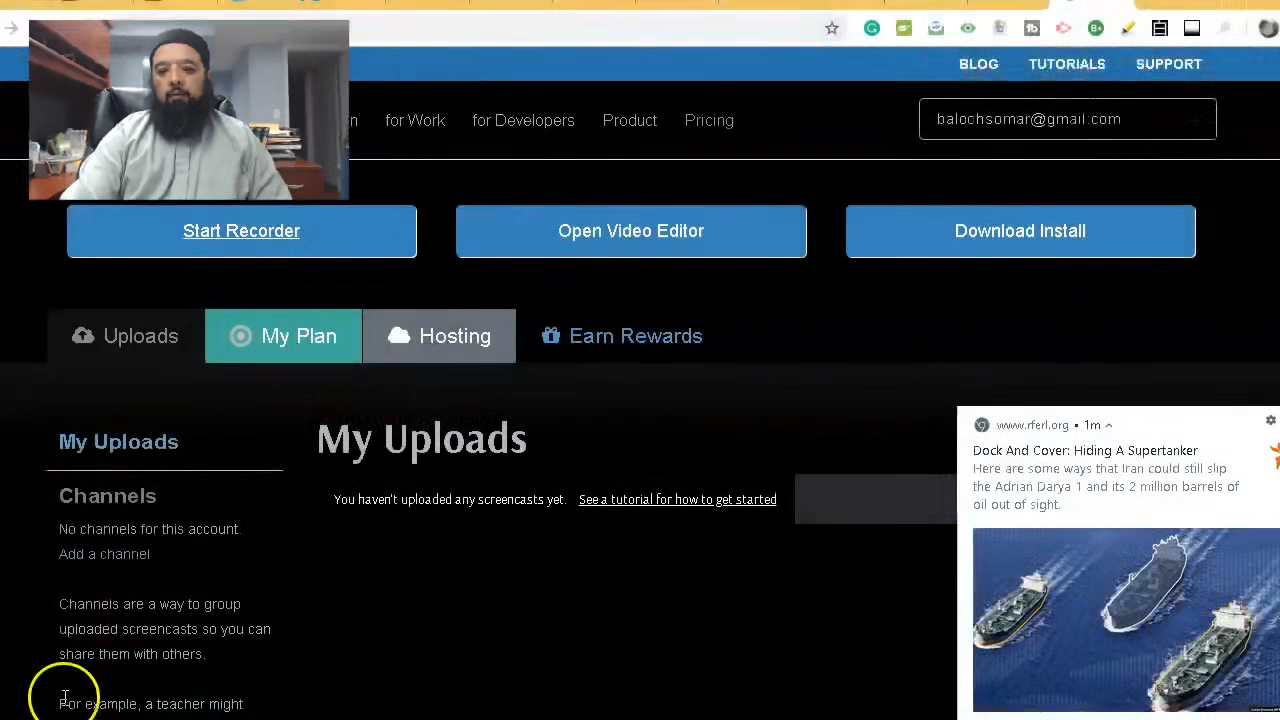 BLOG TUTORIALS SUPPORT
n for Work for Developers Product Pricing
balochsomar@gmail:com
Start Recorder Open Video Editor Download Install
Uploads My Plan Hosting Earn Rewards
My Uploads
Channels
No channels for this account.
Add a channel
Channels are a way to group
uploaded screencasts so you can
share them with others.
For example, a teacher might
My Uploads
You haven't uploaded any screencasts yet. See a tutorial for how to get started
www.rferl.org • 1m
Dock And Cover: Hiding A Supertanker
Here are some ways that Iran could still slip
the Adrian Darya 1 and its 2 million barrels of
oil out of sight.